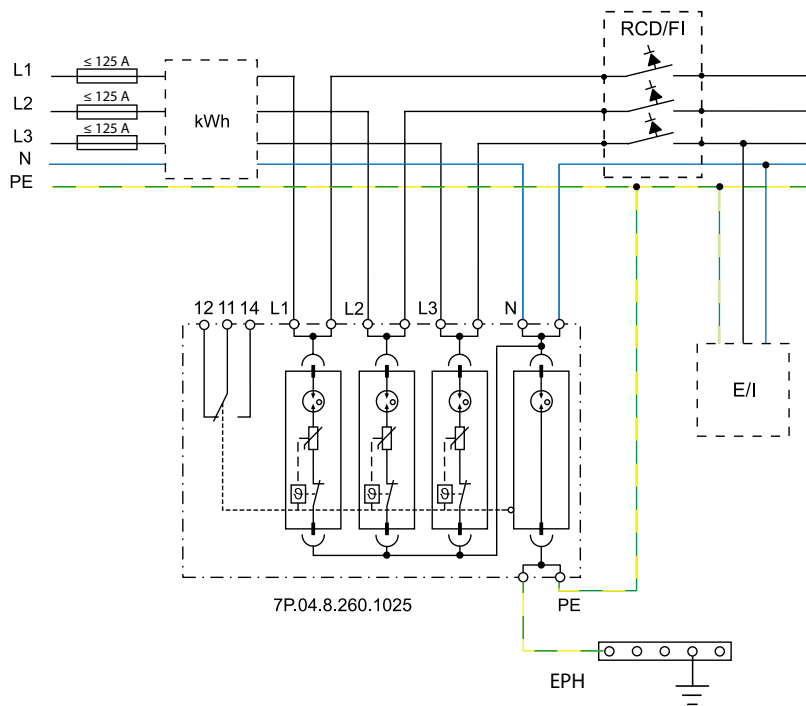 RCD/FI
≤ 125 A
L1
≤ 125 A
L2
kWh
≤ 125 A
L3
N
PE
12 11 14 L1 L2 L3 N
E/I
ϑ ϑ ϑ
7P.04.8.260.1025
PE
EPH